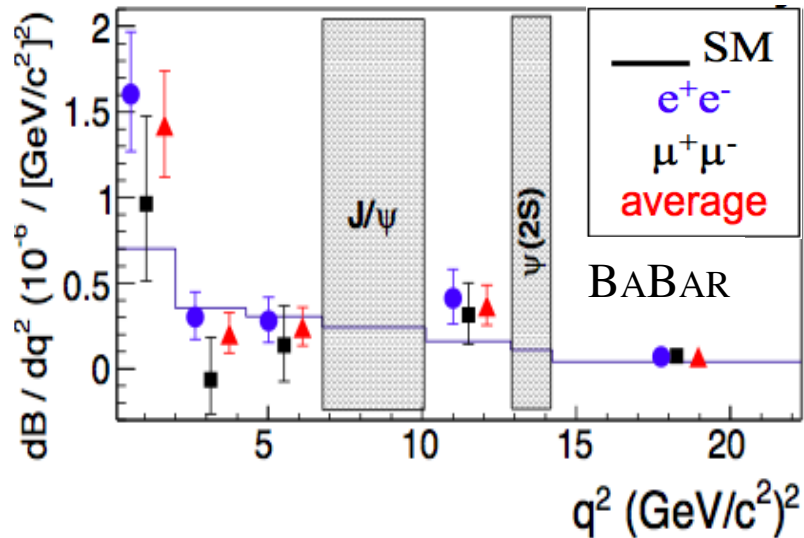 dB / dq² (10⁻⁶ / [GeV/c²]²)
2
1.5
1
0.5
0
J/ψ
ψ (2S)
SM
e⁺e⁻
μ⁺μ⁻
average
BABAR
5
10
15
20
q² (GeV/c²)²